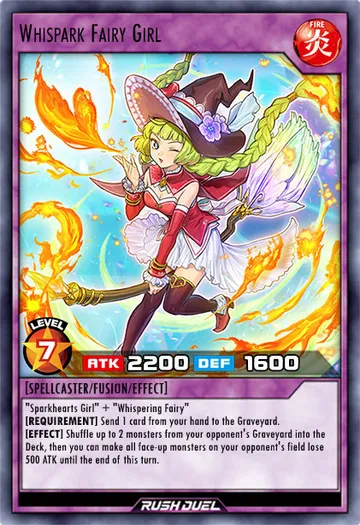 Whispark Fairy Girl
FIRE
炎
LEVEL
7
ATK 2200 DEF 1600
[SPELLCASTER/FUSION/EFFECT]
"Sparkhearts Girl" + "Whispering Fairy"
[REQUIREMENT] Send 1 card from your hand to the Graveyard.
[EFFECT] Shuffle up to 2 monsters from your opponent's Graveyard into the
Deck, then you can make all face-up monsters on your opponent's field lose
500 ATK until the end of this turn.
RUSH DUEL